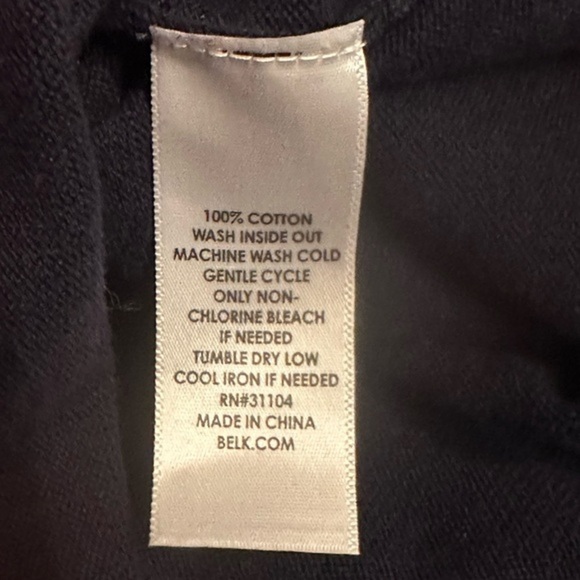 100% COTTON
WASH INSIDE OUT
MACHINE WASH COLD
GENTLE CYCLE
ONLY NON-
CHLORINE BLEACH
IF NEEDED
TUMBLE DRY LOW
COOL IRON IF NEEDED
RN#31104
MADE IN CHINA
BELK.COM